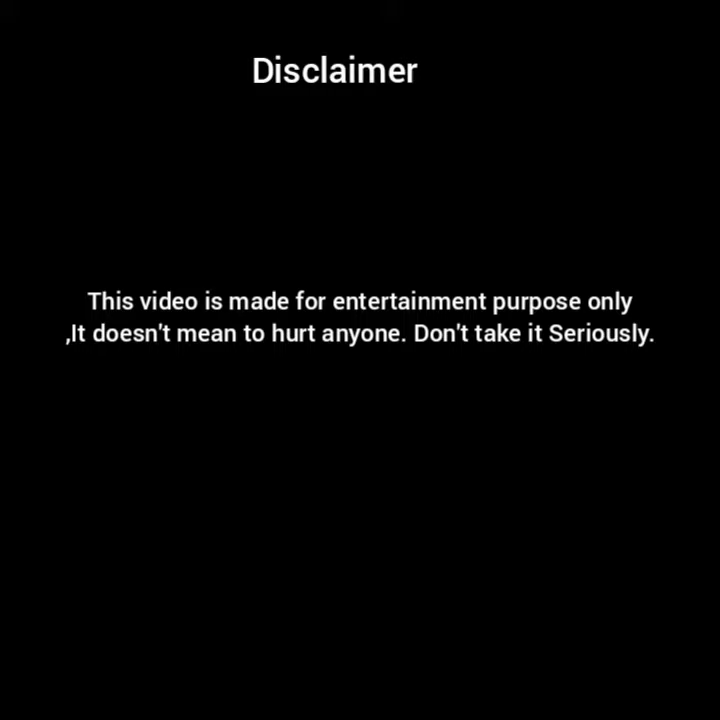 Disclaimer
This video is made for entertainment purpose only
,It doesn't mean to hurt anyone. Don't take it Seriously.